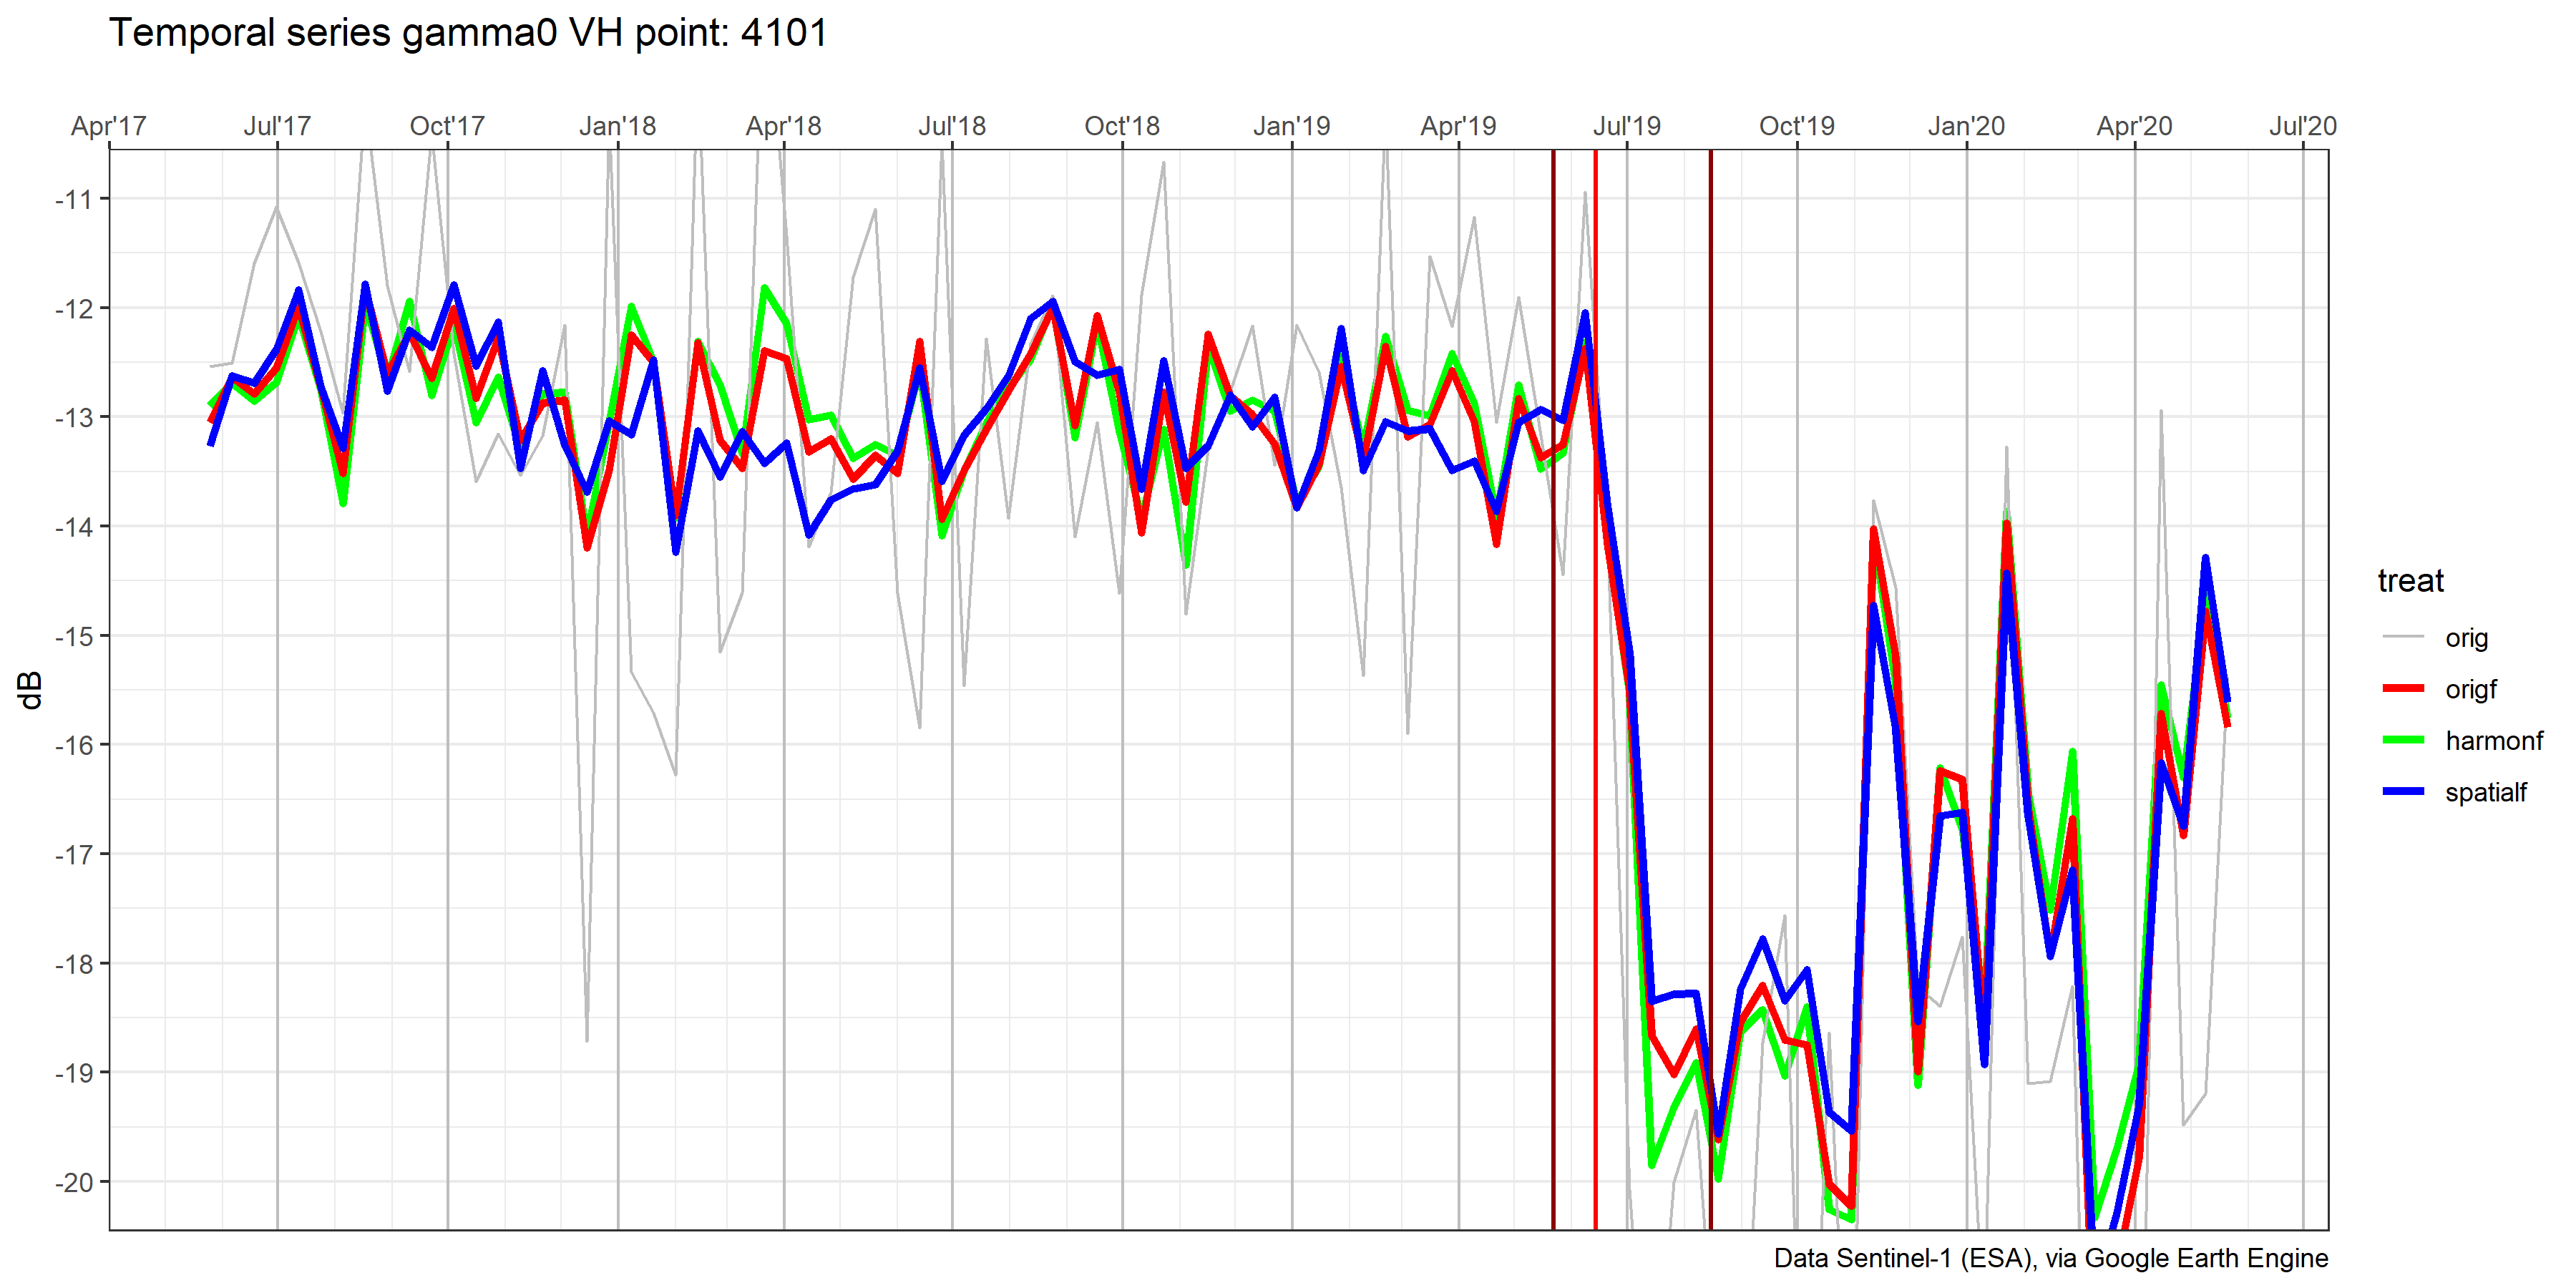 Temporal series gamma0 VH point: 4101
Apr'17 Jul'17 Oct'17 Jan'18 Apr'18 Jul'18 Oct'18 Jan'19 Apr'19 Jul'19 Oct'19 Jan'20 Apr'20 Jul'20
-11
-12
-13
-14
-15
-16
-17
-18
-19
-20
dB
treat
orig
origf
harmonf
spatialf
Data Sentinel-1 (ESA), via Google Earth Engine